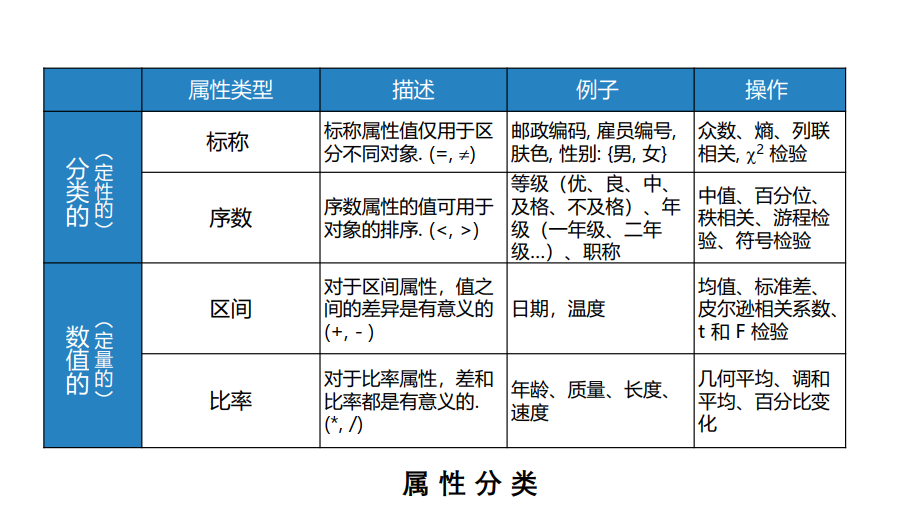 属性类型 描述 例子 操作
分类的
(定性的)
标称
标称属性值仅用于区
分不同对象. (=, ≠)
邮政编码, 雇员编号,
肤色, 性别: {男, 女}
众数、熵、列联
相关, χ² 检验
序数
序数属性的值可用于
对象的排序. (<, >)
等级（优、良、中、
及格、不及格）、年
级（一年级、二年
级...）、职称
中值、百分位、
秩相关、游程检
验、符号检验
数值的
(定量的)
区间
对于区间属性，值之
间的差异是有意义的
(+, - )
日期，温度
均值、标准差、
皮尔逊相关系数、
t 和 F 检验
比率
对于比率属性，差和
比率都是有意义的.
(*, /)
年龄、质量、长度、
速度
几何平均、调和
平均、百分比变
化
属 性 分 类